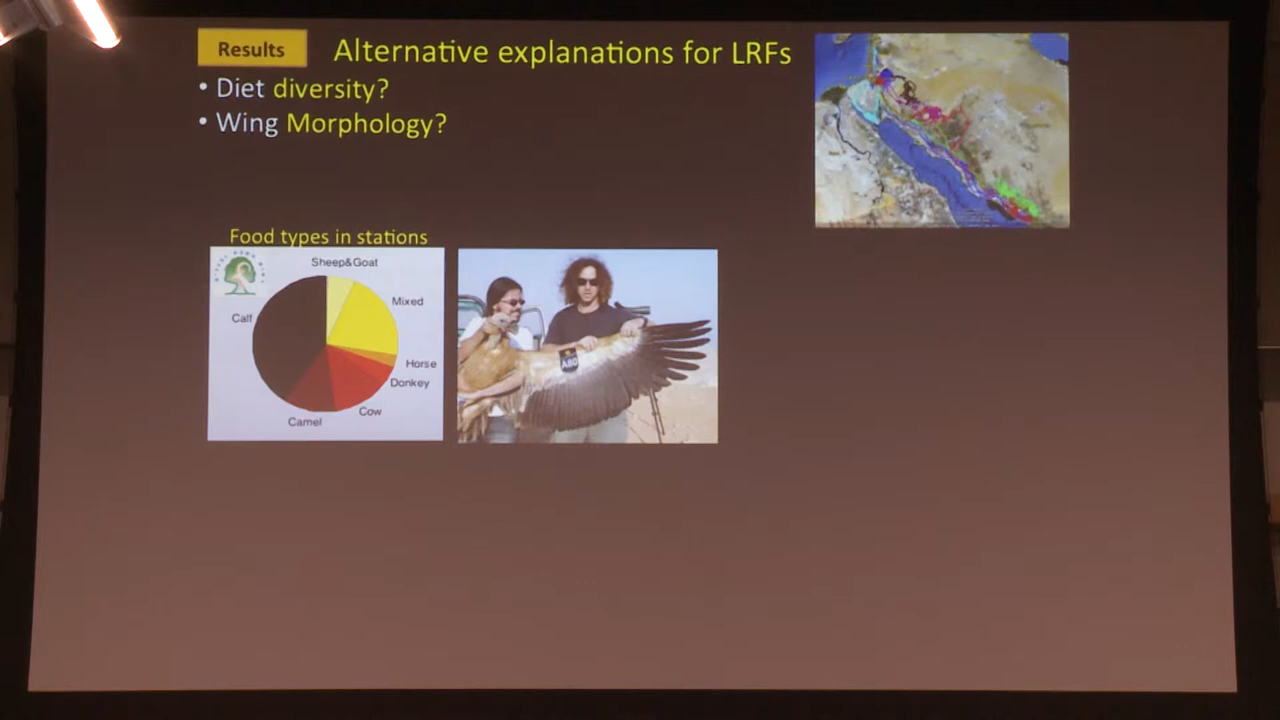 Results
Alternative explanations for LRFs
• Diet diversity?
• Wing Morphology?
Food types in stations
Sheep&Goat
Mixed
Calf
Horse
Donkey
Cow
Camel
A80